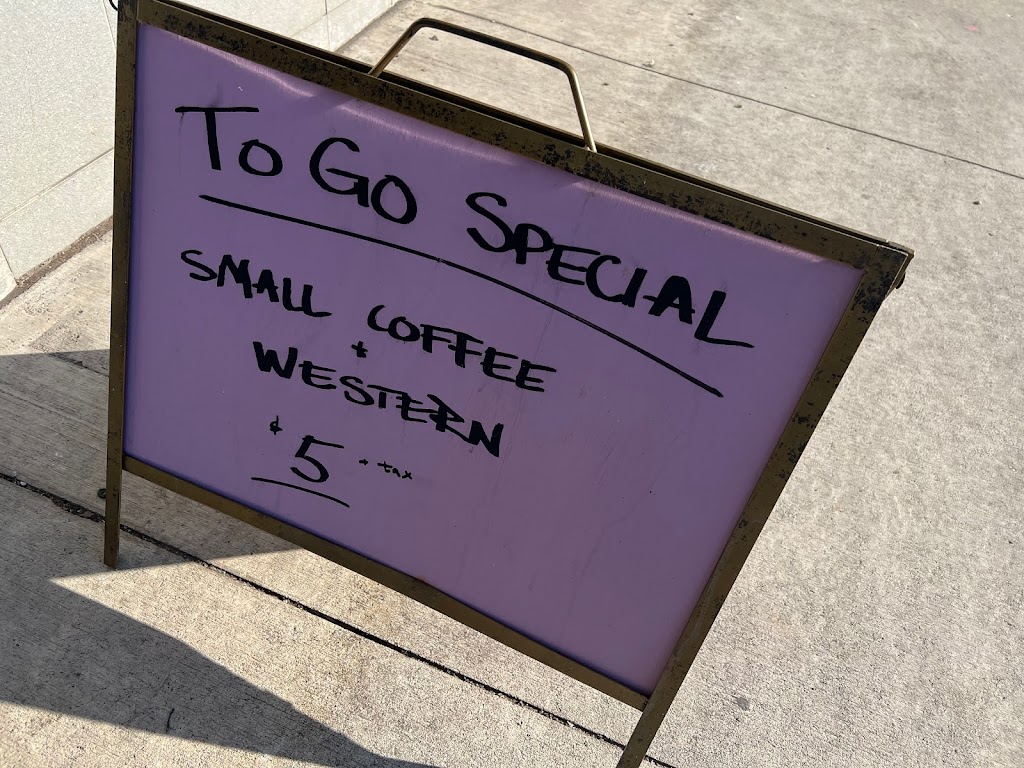 To GO SPECIAL
SMALL COFFEE
+
WESTERN
$5 + tax